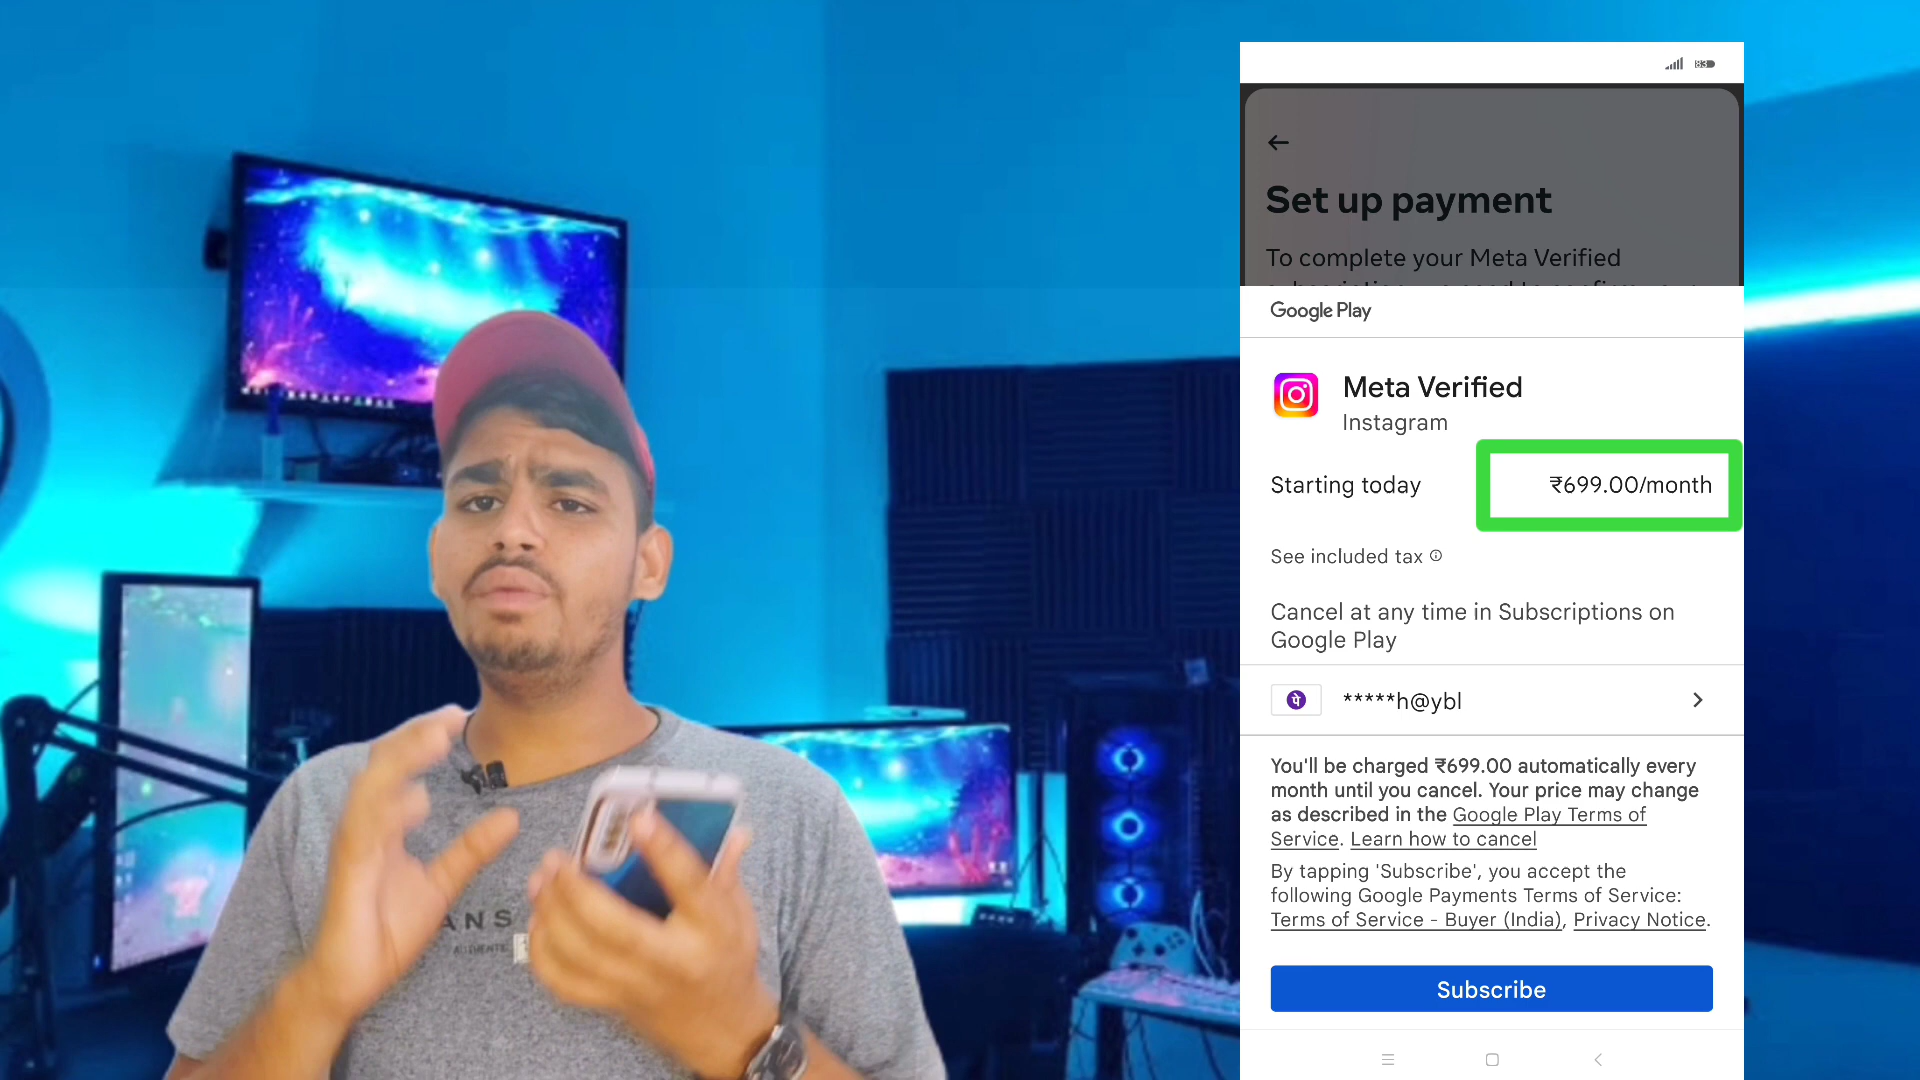 83
Set up payment
To complete your Meta Verified
Google Play
Meta Verified
Instagram
Starting today
₹699.00/month
See included tax
Cancel at any time in Subscriptions on
Google Play
पे
*****h@ybl
You'll be charged ₹699.00 automatically every
month until you cancel. Your price may change
as described in the Google Play Terms of
Service. Learn how to cancel
By tapping 'Subscribe', you accept the
following Google Payments Terms of Service:
Terms of Service - Buyer (India), Privacy Notice.
Subscribe
ANS